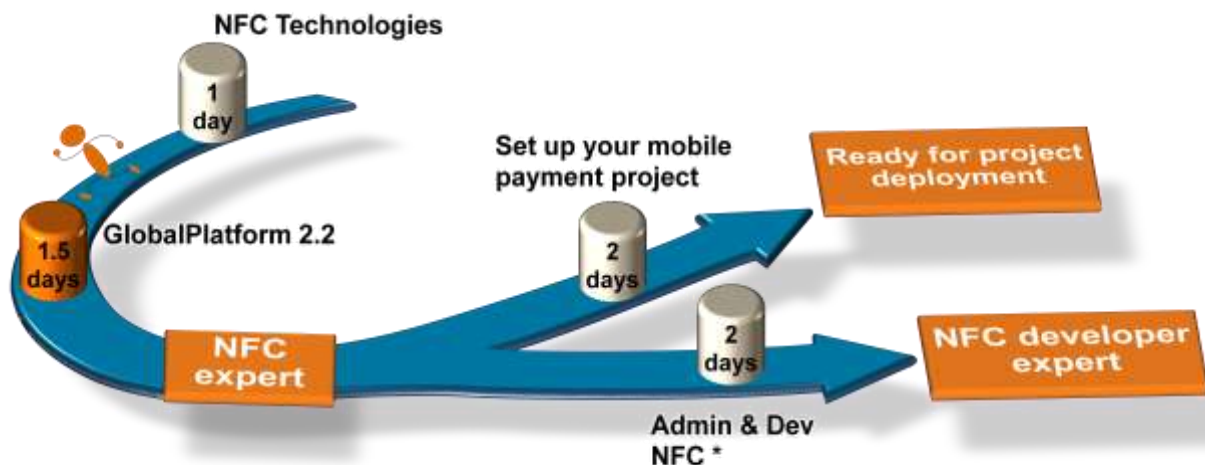 NFC Technologies
1
day
GlobalPlatform 2.2
1.5
days
NFC
expert
Set up your mobile
payment project
2
days
Ready for project
deployment
2
days
Admin & Dev
NFC *
NFC developer
expert